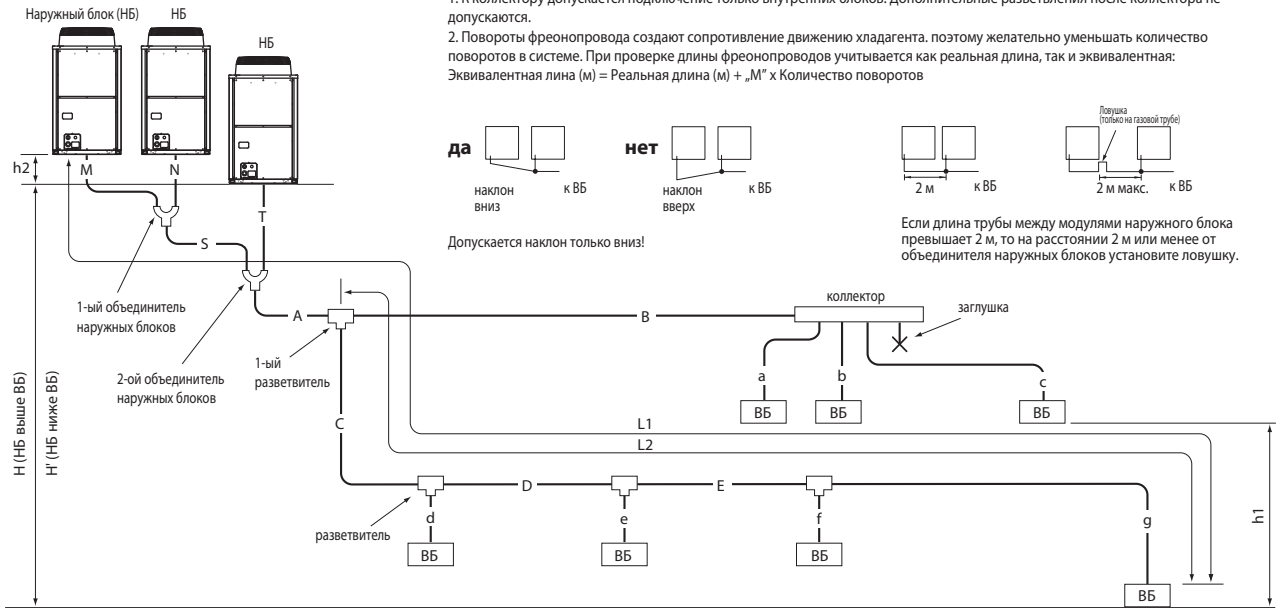 1. К коллектору допускается подключение только внутренних блоков. Дополнительные разветвления после коллектора не
допускаются.
2. Повороты фреонопровода создают сопротивление движению хладагента. поэтому желательно уменьшать количество
поворотов в системе. При проверке длины фреонопроводов учитывается как реальная длина, так и эквивалентная:
Эквивалентная лина (м) = Реальная длина (м) + „M” x Количество поворотов
Наружный блок (НБ)
НБ
НБ
h2
M
N
T
S
1-ый объединитель
наружных блоков
2-ой объединитель
наружных блоков
A
1-ый
разветвитель
да
наклон
вниз
к ВБ
нет
наклон
вверх
к ВБ
Допускается наклон только вниз!
2 м
к ВБ
Ловушка
(только на газовой трубе)
2 м макс.
к ВБ
Если длина трубы между модулями наружного блока
превышает 2 м, то на расстоянии 2 м или менее от
объединителя наружных блоков установите ловушку.
B
коллектор
заглушка
a
b
c
ВБ
ВБ
ВБ
C
L1
L2
H (НБ выше ВБ)
H' (НБ ниже ВБ)
D
E
разветвитель
d
e
f
g
ВБ
ВБ
ВБ
ВБ
h1